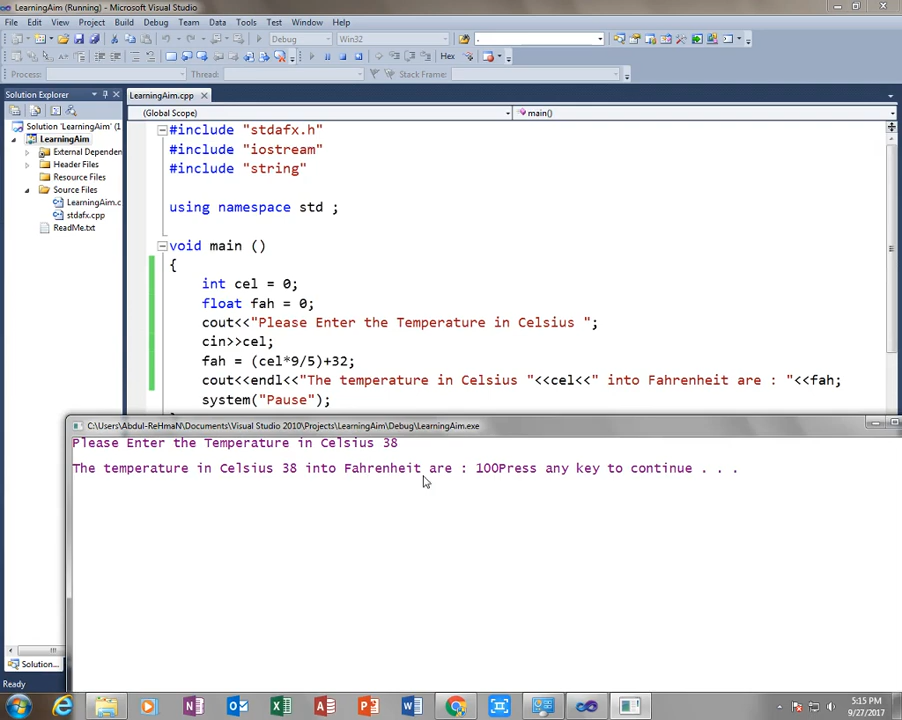 LearningAim (Running) - Microsoft Visual Studio
File Edit View Project Build Debug Team Data Tools Test Window Help
Debug Win32 .
Hex
Process: Thread: Stack Frame:
Solution Explorer
LearningAim.cpp
(Global Scope) main()
Solution 'LearningAim' (1
LearningAim
External Dependen
Header Files
Resource Files
Source Files
LearningAim.c
stdafx.cpp
ReadMe.txt
#include "stdafx.h"
#include "iostream"
#include "string"
using namespace std ;
void main ()
{
int cel = 0;
float fah = 0;
cout<<"Please Enter the Temperature in Celsius ";
cin>>cel;
fah = (cel*9/5)+32;
cout<<endl<<"The temperature in Celsius "<<cel<<" into Fahrenheit are : "<<fah;
system("Pause");
C:\Users\Abdul-ReHmaN\Documents\Visual Studio 2010\Projects\LearningAim\Debug\LearningAim.exe
Please Enter the Temperature in Celsius 38
The temperature in Celsius 38 into Fahrenheit are : 100Press any key to continue . . .
Solution...
Ready
5:15 PM
9/27/2017